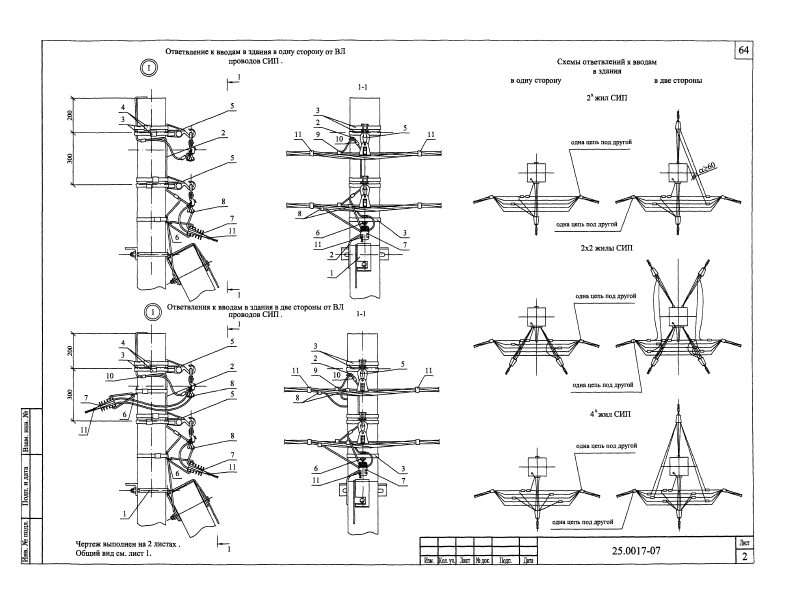 64
Ответвление к вводам в здания в одну сторону от ВЛ
проводов СИП .
1
1
200
300
4
3
5
2
5
8
7
11
6
1
1-1
3
2
9
10
5
11
11
8
6
11
2
1
3
7
Ответвления к вводам в здания в две стороны от ВЛ
проводов СИП .
1
1
200
300
4
3
10
5
2
8
5
7
11
6
8
7
11
1
1
1-1
3
2
9
10
5
11
11
8
6
11
3
7
Чертеж выполнен на 2 листах .
Общий вид см. лист 1.
Схемы ответвлений к вводам
в здания
в одну сторону
в две стороны
2х жил СИП
одна цепь под другой
α>60
одна цепь под другой
2х2 жилы СИП
одна цепь под другой
одна цепь под другой
4х жил СИП
одна цепь под другой
одна цепь под другой
Изм. Кол. уч. Лист № док. Подп. Дата
25.0017-07
Лист
2
Взам. инв. №
Подп. и дата
Инв. № подл.